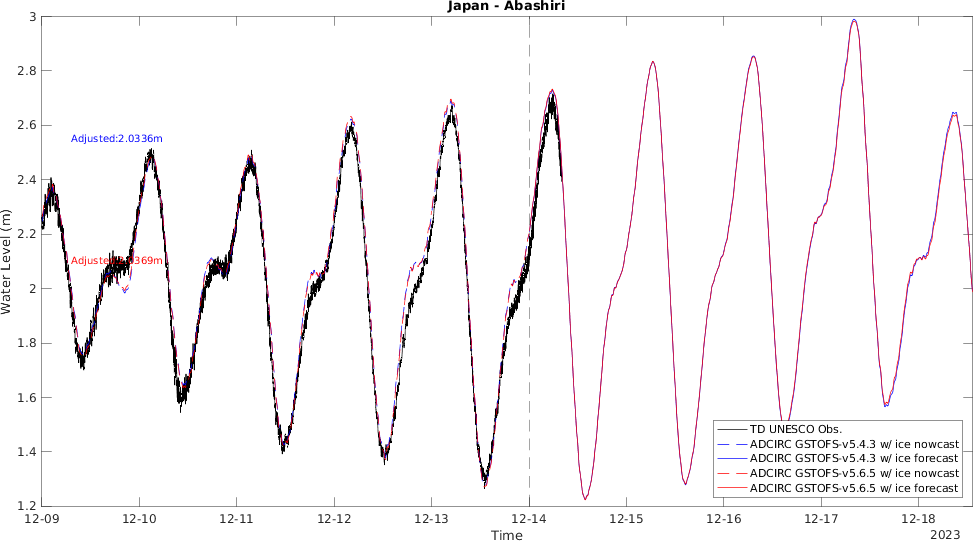 Japan - Abashiri
Water Level (m)
3
2.8
2.6
2.4
2.2
2
1.8
1.6
1.4
1.2
Adjusted:2.0336m
12-09
12-10
12-11
12-12
12-13
12-14
12-15
12-16
12-17
12-18
Time
2023
TD UNESCO Obs.
ADCIRC GSTOFS-v5.4.3 w/ ice nowcast
ADCIRC GSTOFS-v5.4.3 w/ ice forecast
ADCIRC GSTOFS-v5.6.5 w/ ice nowcast
ADCIRC GSTOFS-v5.6.5 w/ ice forecast